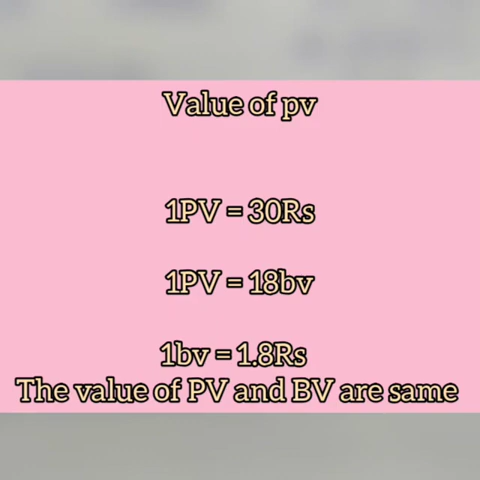 Value of pv
1PV = 30Rs
1PV = 18bv
1bv = 1.8Rs
The value of PV and BV are same